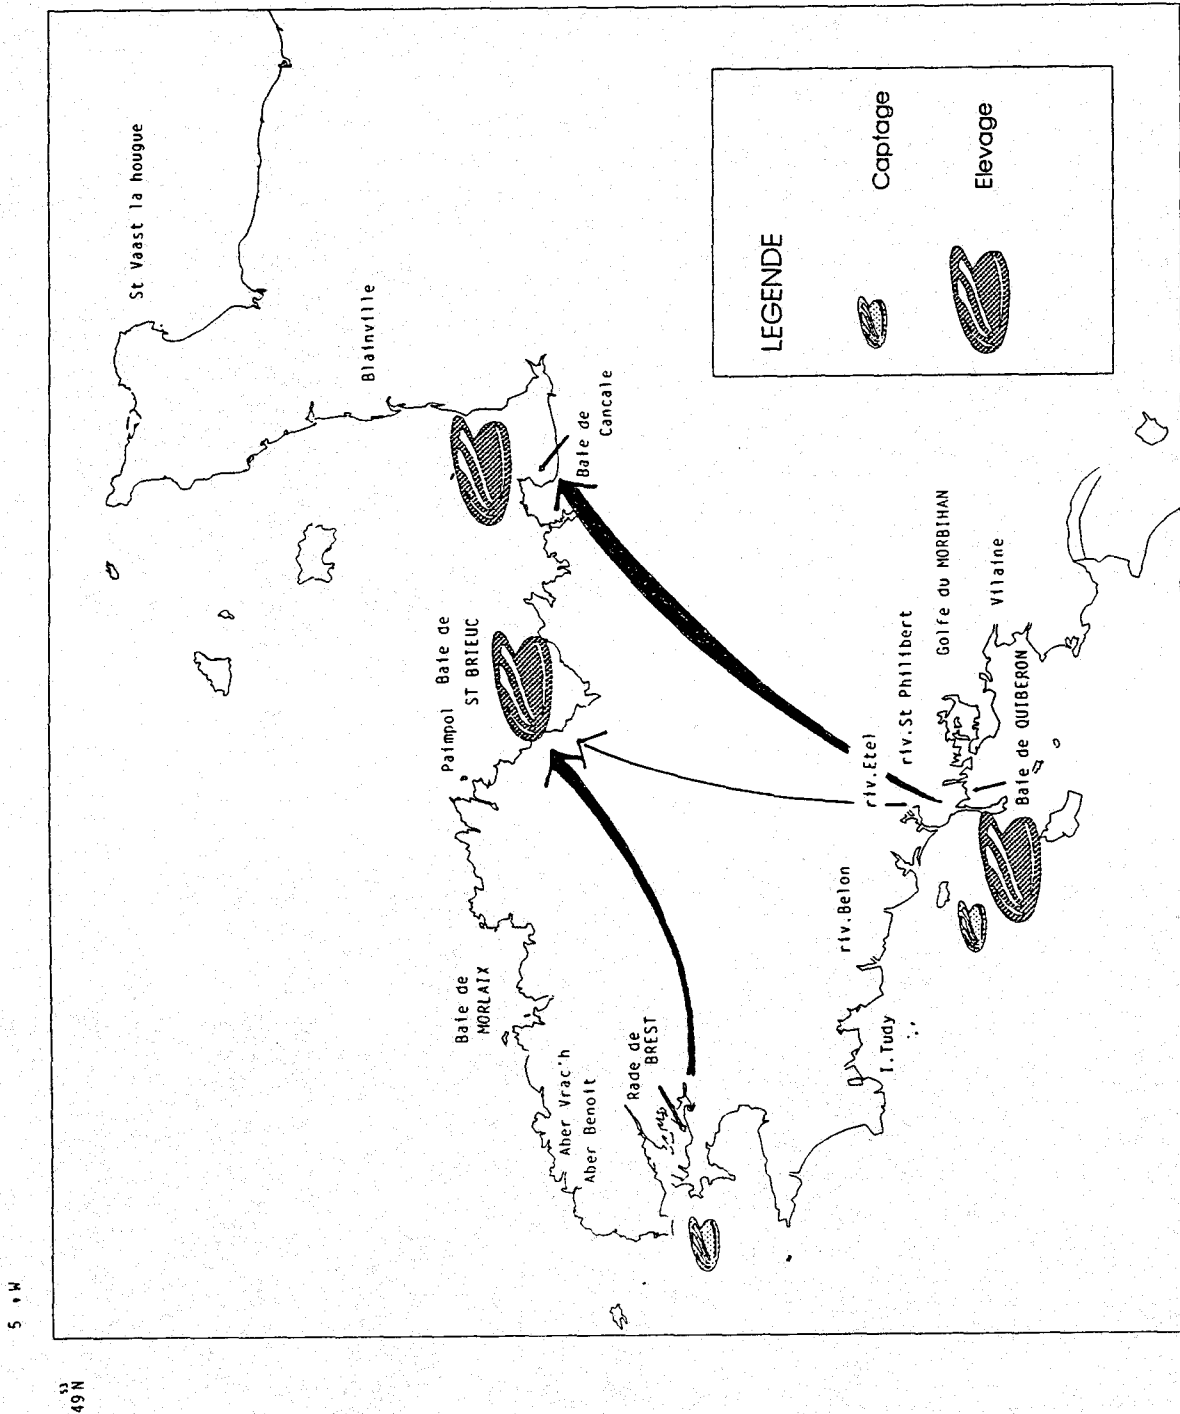 5 . W
53
49 N
St Vaast la hougue
Blainville
Baie de
Cancale
Paimpol
Baie de
ST BRIEUC
Baie de
MORLAIX
Aber Vrac'h
Aber Benoit
Rade de
BREST
I.Tudy
riv.Belon
riv.Etel
riv.St Philibert
Golfe du MORBIHAN
Vilaine
Baie de QUIBERON
LEGENDE
Captage
Elevage